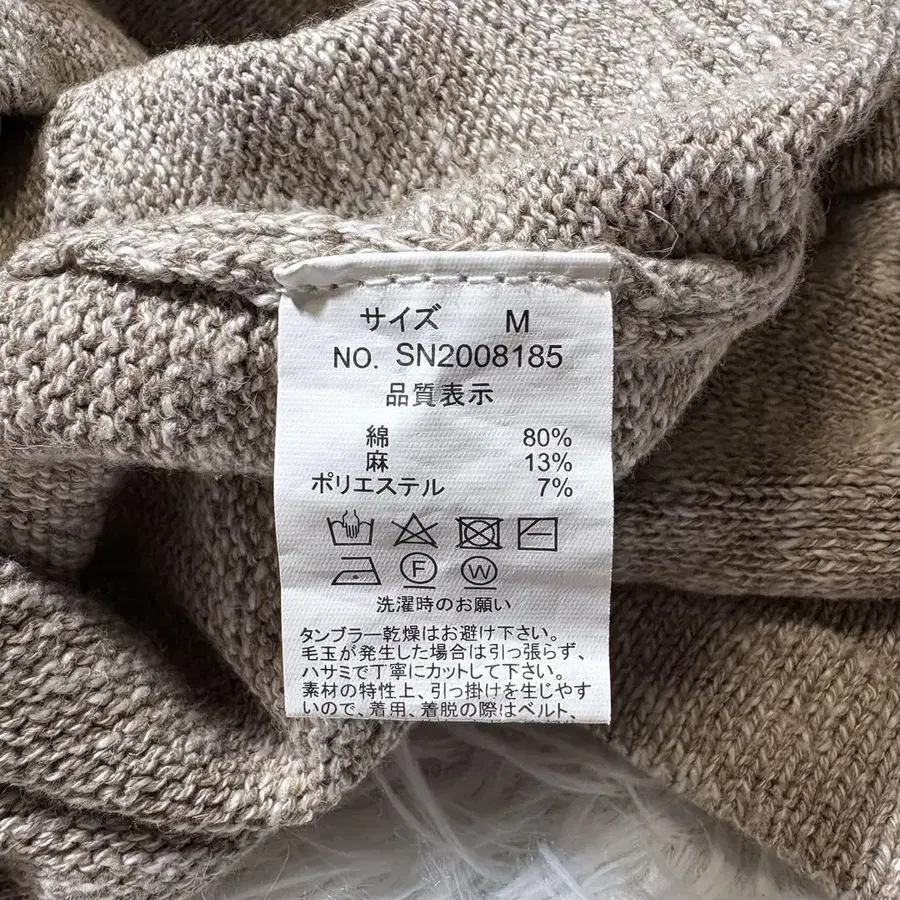 サイズ M
NO. SN2008185
品質表示
綿 80%
麻 13%
ポリエステル 7%
F W
洗濯時のお願い
タンブラー乾燥はお避け下さい。
毛玉が発生した場合は引っ張らず、
ハサミで丁寧にカットして下さい。
素材の特性上、引っ掛けを生じやす
いので、着用、着脱の際はベルト、